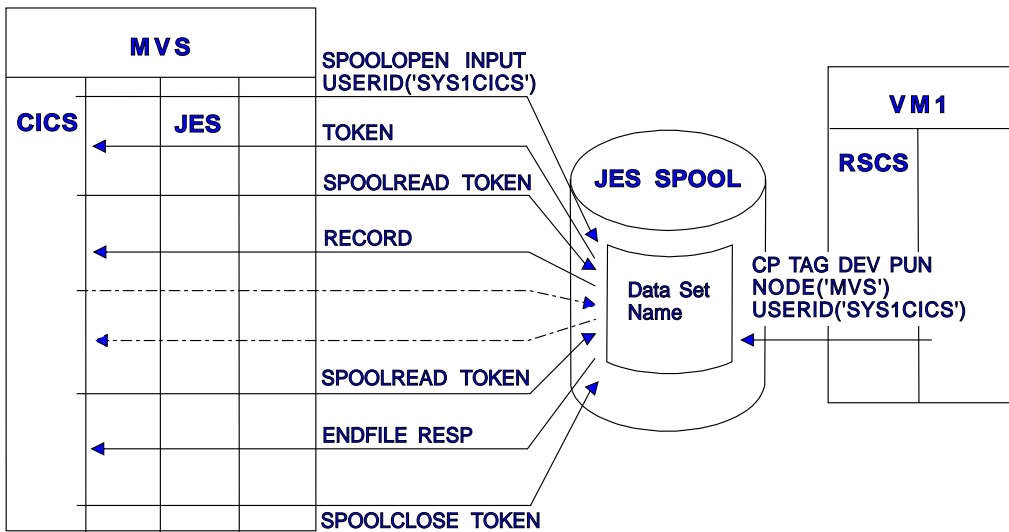 MVS
CICS
JES
SPOOLOPEN INPUT
USERID('SYS1CICS')
TOKEN
SPOOLREAD TOKEN
RECORD
SPOOLREAD TOKEN
ENDFILE RESP
SPOOLCLOSE TOKEN
JES SPOOL
Data Set
Name
VM1
RSCS
CP TAG DEV PUN
NODE('MVS')
USERID('SYS1CICS')